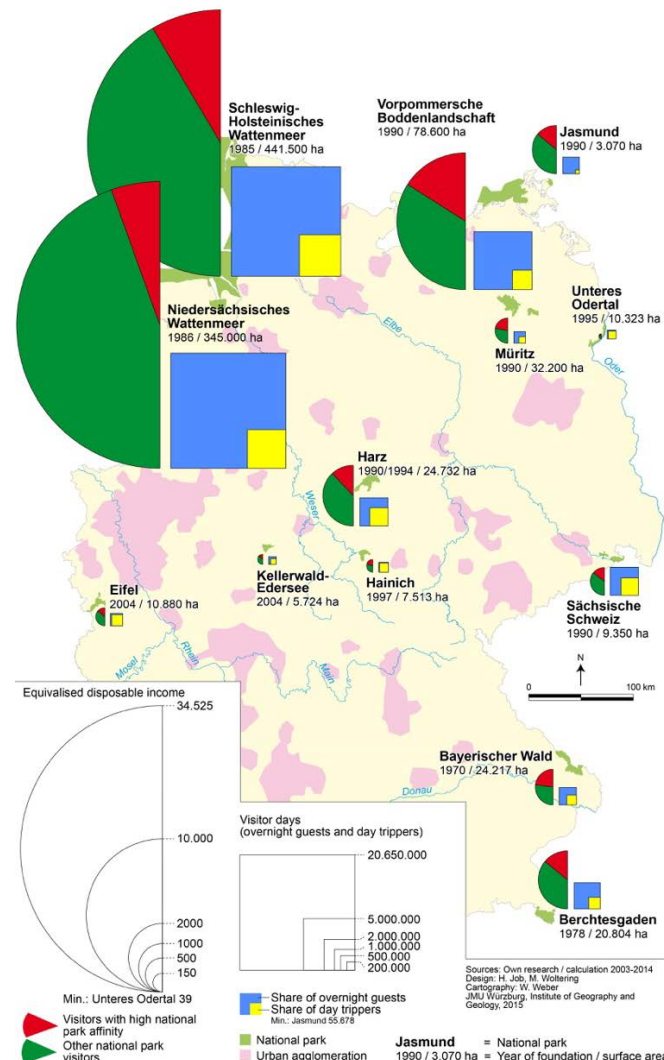 Schleswig-
Holsteinisches
Wattenmeer
1985 / 441.500 ha
Vorpommersche
Boddenlandschaft
1990 / 78.600 ha
Jasmund
1990 / 3.070 ha
Niedersächsisches
Wattenmeer
1986 / 345.000 ha
Elbe
Müritz
1990 / 32.200 ha
Unteres
Odertal
1995 / 10.323 ha
Oder
Harz
1990/1994 / 24.732 ha
Weser
Eifel
2004 / 10.880 ha
Kellerwald-
Edersee
2004 / 5.724 ha
Hainich
1997 / 7.513 ha
Sächsische
Schweiz
1990 / 9.350 ha
Mosel
Rhein
Main
N
0 100 km
Bayerischer Wald
1970 / 24.217 ha
Donau
Berchtesgaden
1978 / 20.804 ha
Equivalised disposable income
34.525
10.000
2000
1000
500
150
Min.: Unteres Odertal 39
Visitors with high national
park affinity
Other national park
visitors
Visitor days
(overnight guests and day trippers)
20.650.000
5.000.000
2.000.000
1.000.000
500.000
200.000
Share of overnight guests
Share of day trippers
Min.: Jasmund 55.678
National park
Urban agglomeration
Sources: Own research / calculation 2003-2014
Design: H. Job, M. Woltering
Cartography: W. Weber
JMU Würzburg, Institute of Geography and
Geology, 2015
Jasmund = National park
1990 / 3.070 ha = Year of foundation / surface area